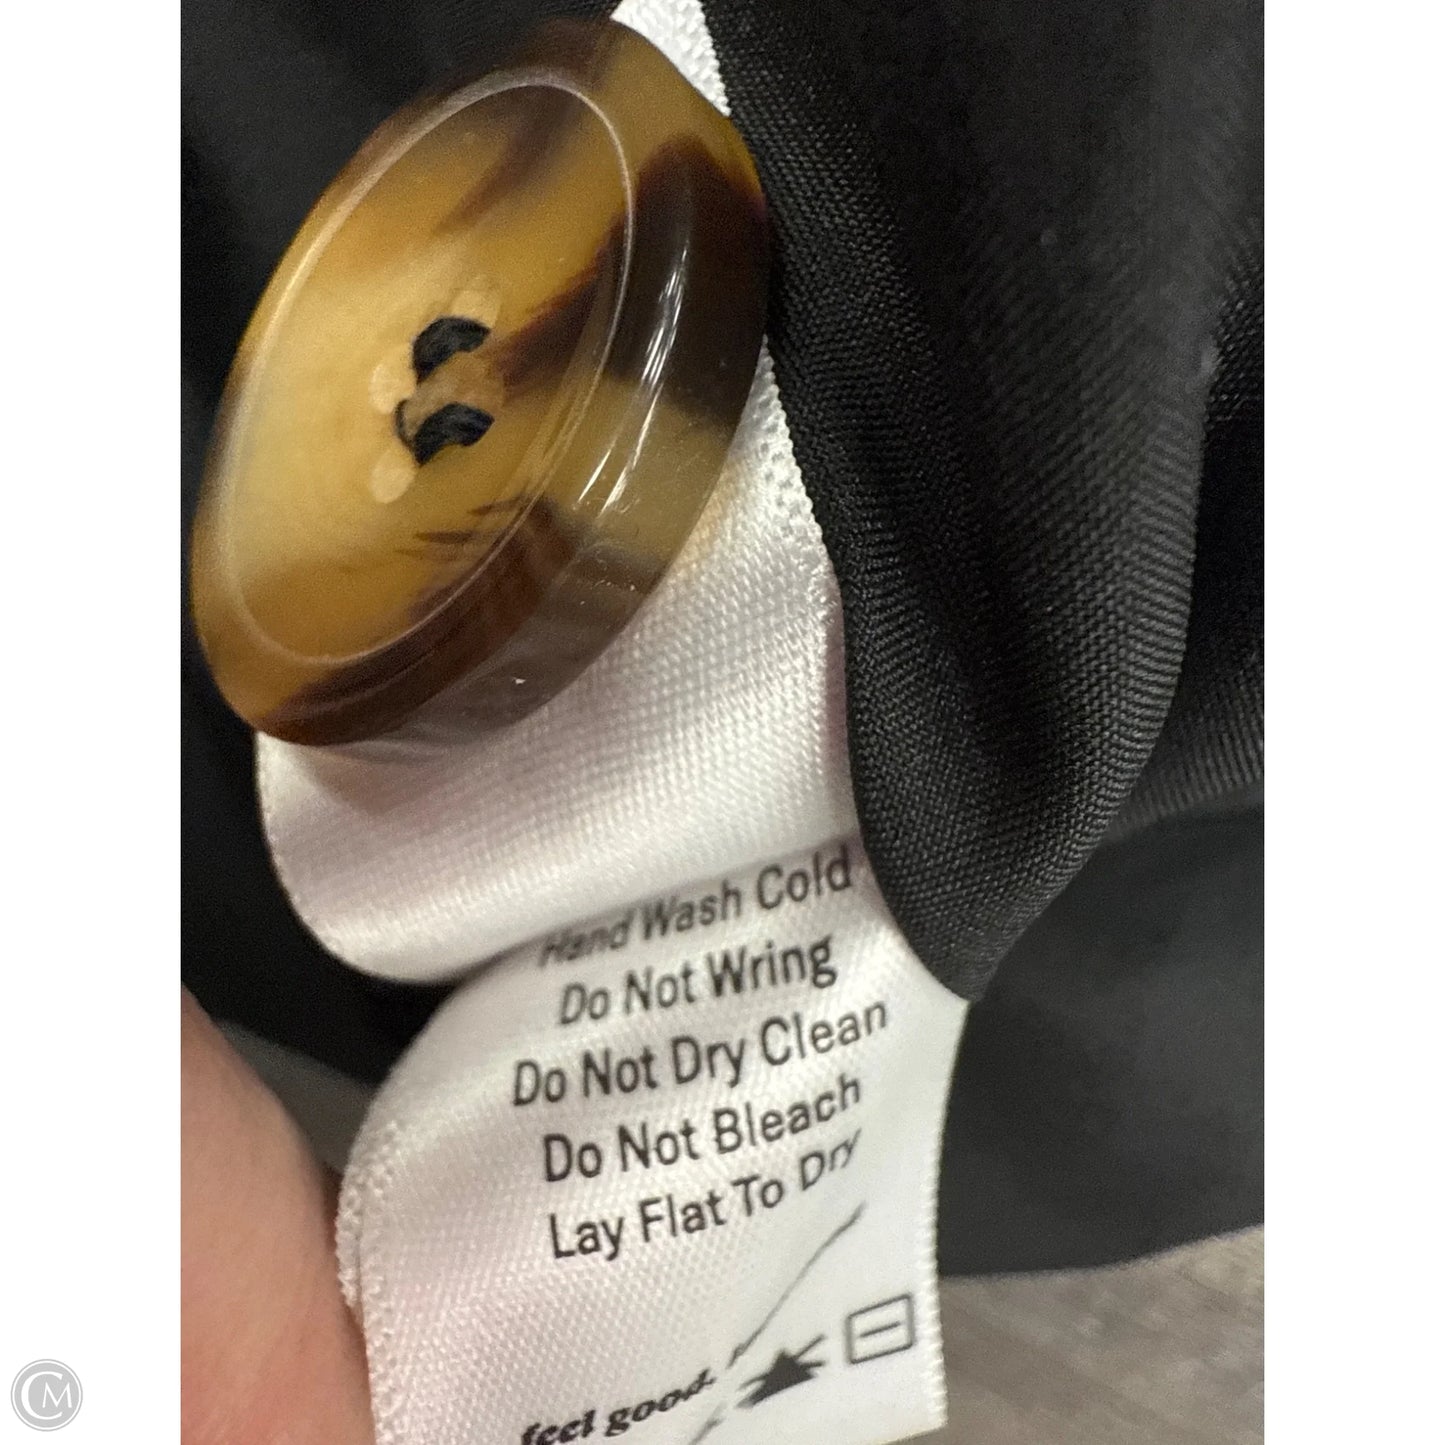 Hand Wash Cold
Do Not Wring
Do Not Dry Clean
Do Not Bleach
Lay Flat To Dry
feel good.
CM